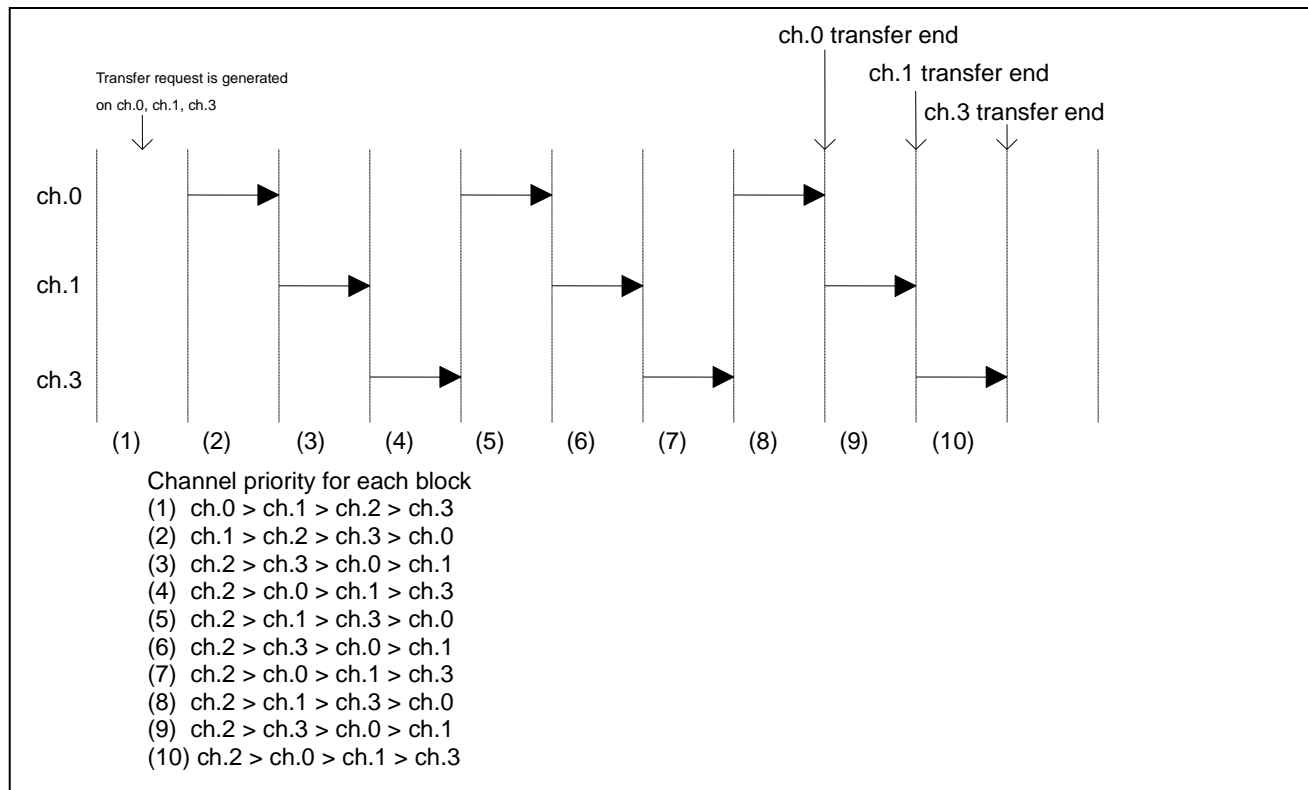 ch.0 transfer end
ch.1 transfer end
ch.3 transfer end
Transfer request is generated
on ch.0, ch.1, ch.3
ch.0
ch.1
ch.3
(1) (2) (3) (4) (5) (6) (7) (8) (9) (10)
Channel priority for each block
(1) ch.0 > ch.1 > ch.2 > ch.3
(2) ch.1 > ch.2 > ch.3 > ch.0
(3) ch.2 > ch.3 > ch.0 > ch.1
(4) ch.2 > ch.0 > ch.1 > ch.3
(5) ch.2 > ch.1 > ch.3 > ch.0
(6) ch.2 > ch.3 > ch.0 > ch.1
(7) ch.2 > ch.0 > ch.1 > ch.3
(8) ch.2 > ch.1 > ch.3 > ch.0
(9) ch.2 > ch.3 > ch.0 > ch.1
(10) ch.2 > ch.0 > ch.1 > ch.3